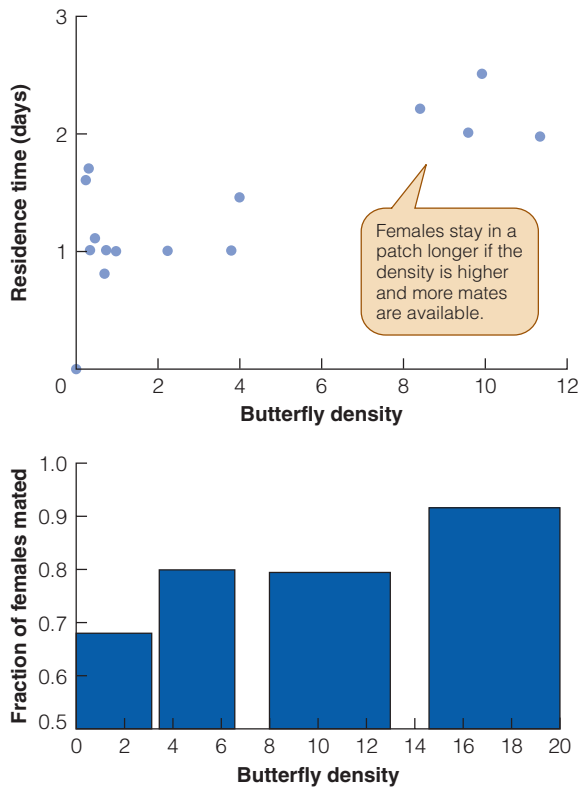 3
2
1
0
Residence time (days)
Females stay in a
patch longer if the
density is higher
and more mates
are available.
0 2 4 6 8 10 12
Butterfly density
1.0
0.9
0.8
0.7
0.6
0.5
Fraction of females mated
0 2 4 6 8 10 12 14 16 18 20
Butterfly density